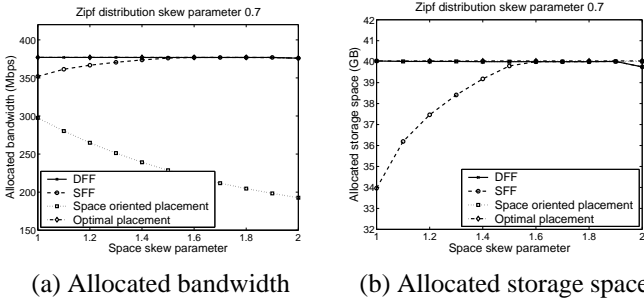 Zipf distribution skew parameter 0.7
Allocated bandwidth (Mbps)
400
350
300
250
200
150
DFF
SFF
Space oriented placement
Optimal placement
1
1.2
1.4
1.6
1.8
2
Space skew parameter
(a) Allocated bandwidth
Zipf distribution skew parameter 0.7
Allocated storage space (GB)
42
41
40
39
38
37
36
35
34
33
32
DFF
SFF
Space oriented placement
Optimal placement
1
1.2
1.4
1.6
1.8
2
Space skew parameter
(b) Allocated storage space